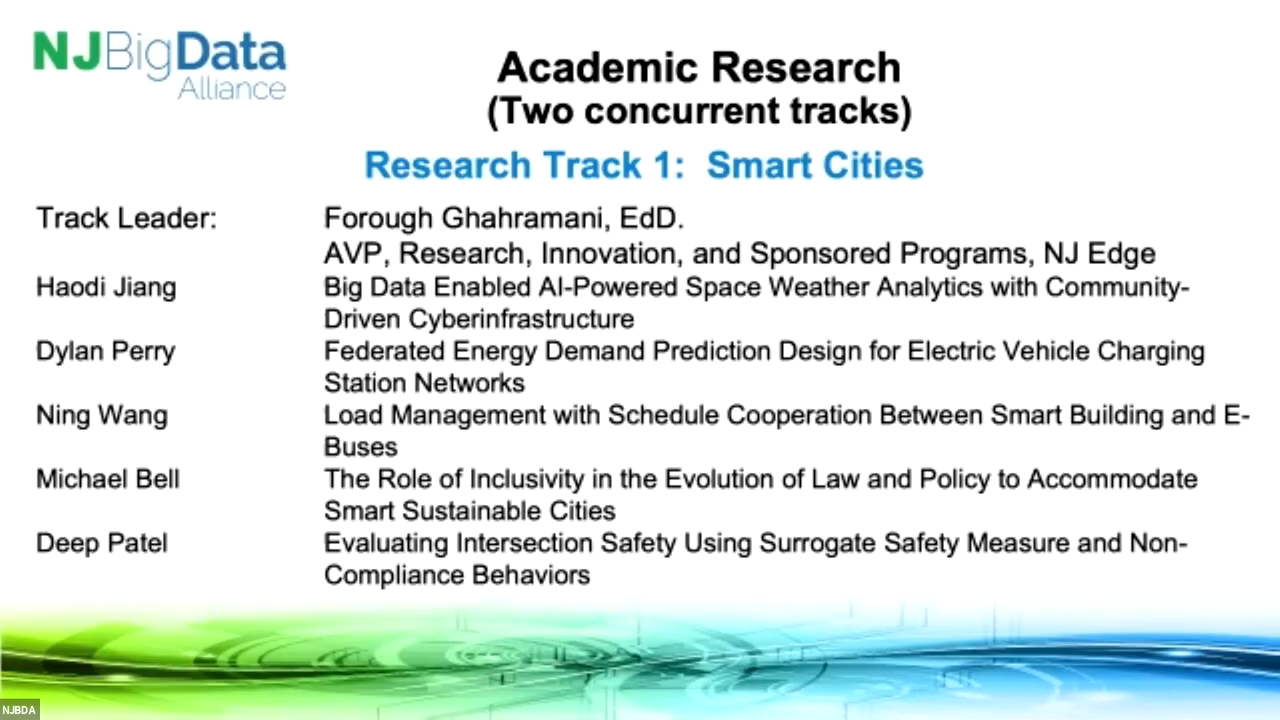 NJBigData
Alliance
Academic Research
(Two concurrent tracks)
Research Track 1: Smart Cities
Track Leader: Forough Ghahramani, EdD.
AVP, Research, Innovation, and Sponsored Programs, NJ Edge
Haodi Jiang Big Data Enabled AI-Powered Space Weather Analytics with Community-
Driven Cyberinfrastructure
Dylan Perry Federated Energy Demand Prediction Design for Electric Vehicle Charging
Station Networks
Ning Wang Load Management with Schedule Cooperation Between Smart Building and E-
Buses
Michael Bell The Role of Inclusivity in the Evolution of Law and Policy to Accommodate
Smart Sustainable Cities
Deep Patel Evaluating Intersection Safety Using Surrogate Safety Measure and Non-
Compliance Behaviors
NJBDA